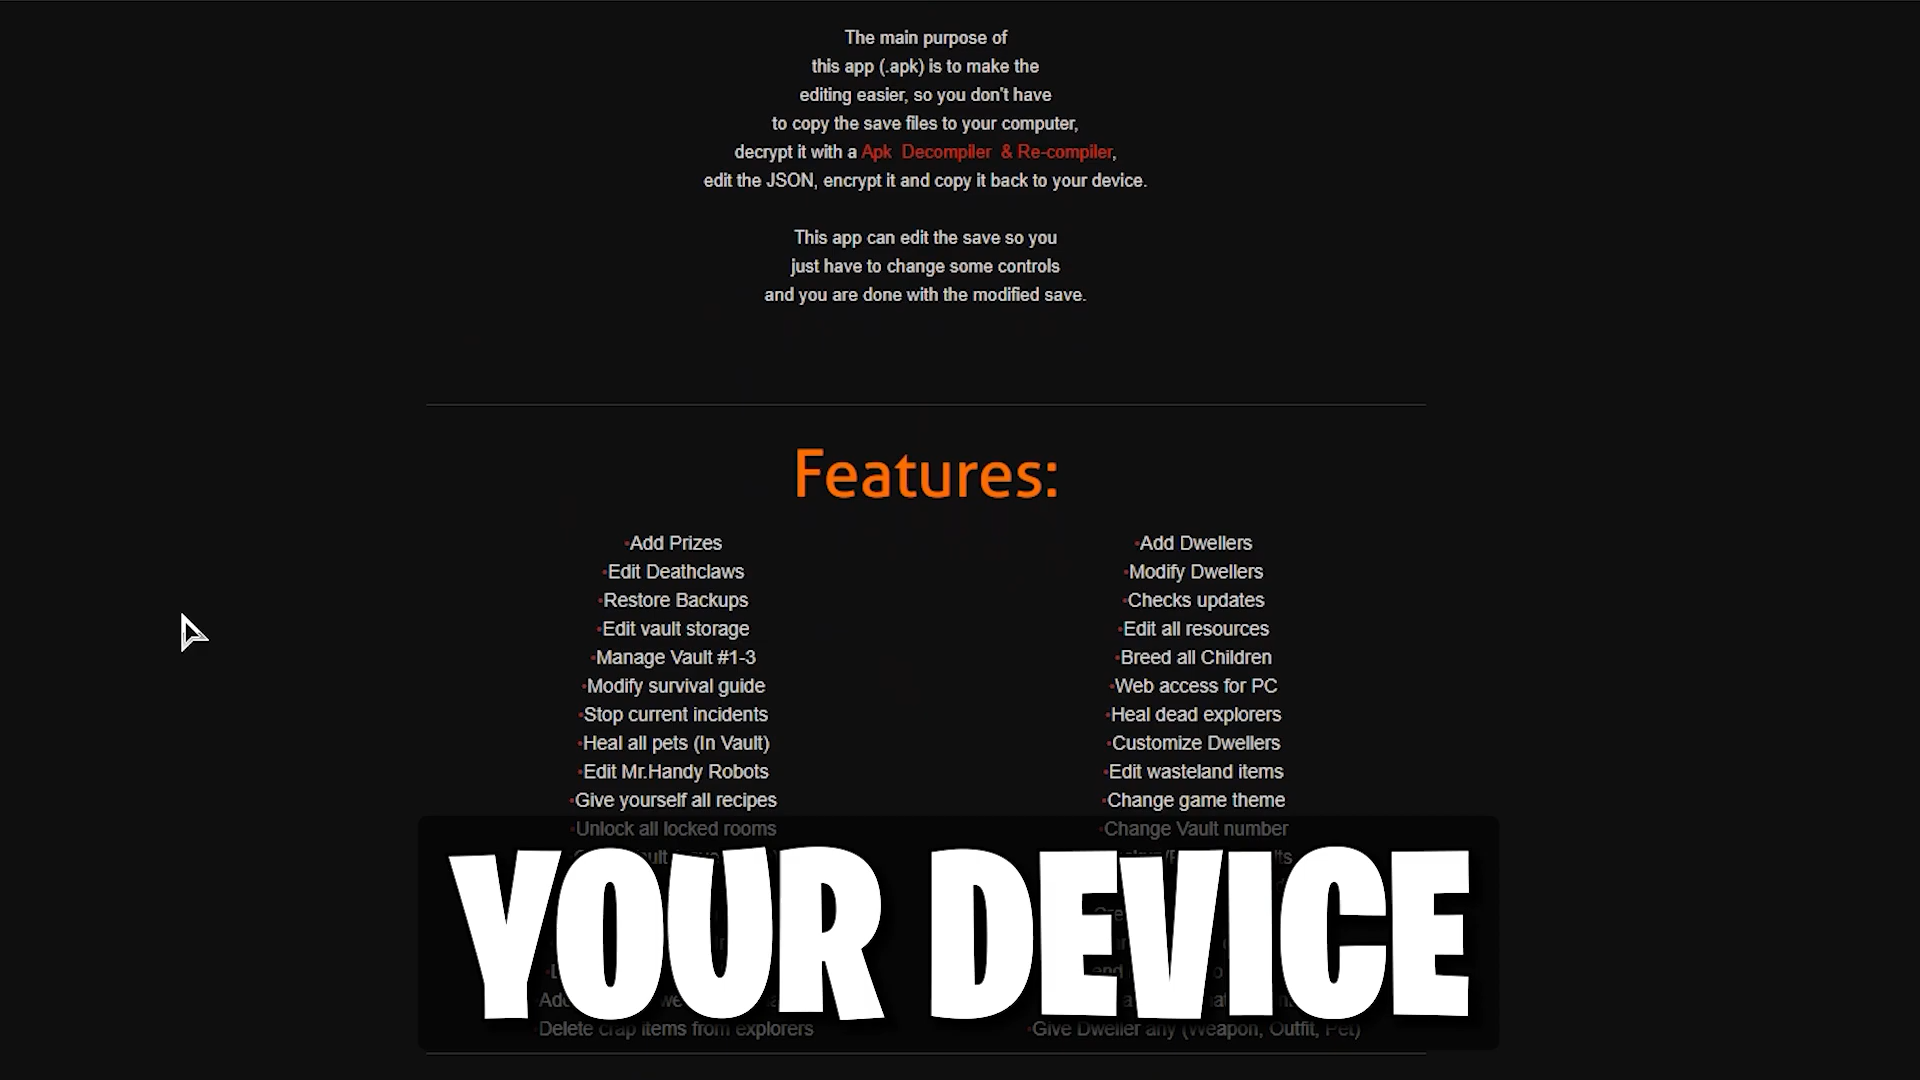 The main purpose of
this app (.apk) is to make the
editing easier, so you don't have
to copy the save files to your computer,
decrypt it with a Apk Decompiler & Re-compiler,
edit the JSON, encrypt it and copy it back to your device.
This app can edit the save so you
just have to change some controls
and you are done with the modified save.
Features:
•Add Prizes
•Edit Deathclaws
•Restore Backups
•Edit vault storage
•Manage Vault #1-3
•Modify survival guide
•Stop current incidents
•Heal all pets (In Vault)
•Edit Mr.Handy Robots
•Give yourself all recipes
•Unlock all locked rooms
Delete crap items from explorers
•Add Dwellers
•Modify Dwellers
•Checks updates
•Edit all resources
•Breed all Children
•Web access for PC
•Heal dead explorers
•Customize Dwellers
•Edit wasteland items
•Change game theme
•Change Vault number
•Give Dweller any (Weapon, Outfit, Pet)
YOUR DEVICE